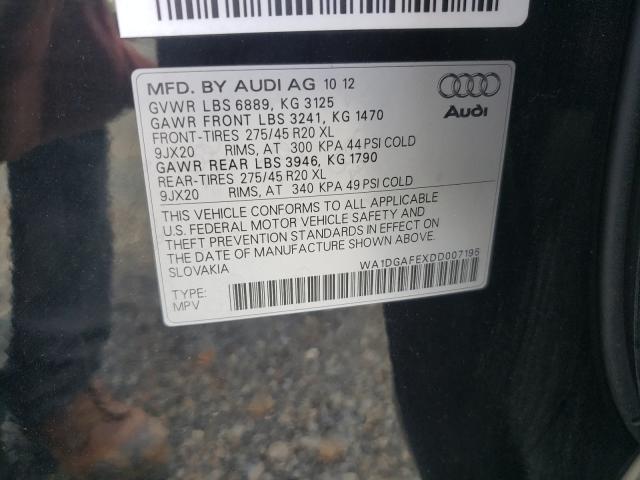 MFD. BY AUDI AG 10 12
GVWR LBS 6889, KG 3125
GAWR FRONT LBS 3241, KG 1470
FRONT-TIRES 275/45 R20 XL
9JX20 RIMS, AT 300 KPA 44 PSI COLD
GAWR REAR LBS 3946, KG 1790
REAR-TIRES 275/45 R20 XL
9JX20 RIMS, AT 340 KPA 49 PSI COLD
Audi
THIS VEHICLE CONFORMS TO ALL APPLICABLE
U.S. FEDERAL MOTOR VEHICLE SAFETY AND
THEFT PREVENTION STANDARDS IN EFFECT ON
THE DATE OF MANUFACTURE SHOWN ABOVE.
SLOVAKIA
WA1DGAFEXDD007195
TYPE:
MPV